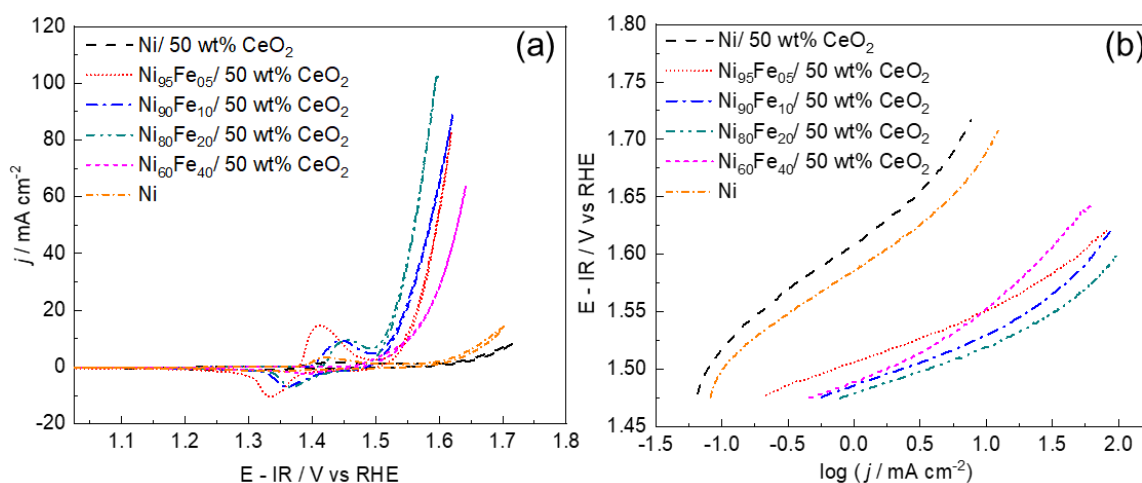 (a)
Ni/ 50 wt% CeO₂
Ni₉₅Fe₀₅/ 50 wt% CeO₂
Ni₉₀Fe₁₀/ 50 wt% CeO₂
Ni₈₀Fe₂₀/ 50 wt% CeO₂
Ni₆₀Fe₄₀/ 50 wt% CeO₂
Ni
j / mA cm⁻²
120
100
80
60
40
20
0
-20
1.1 1.2 1.3 1.4 1.5 1.6 1.7 1.8
E - IR / V vs RHE
(b)
Ni/ 50 wt% CeO₂
Ni₉₅Fe₀₅/ 50 wt% CeO₂
Ni₉₀Fe₁₀/ 50 wt% CeO₂
Ni₈₀Fe₂₀/ 50 wt% CeO₂
Ni₆₀Fe₄₀/ 50 wt% CeO₂
Ni
E - IR / V vs RHE
1.80
1.75
1.70
1.65
1.60
1.55
1.50
1.45
-1.5 -1.0 -0.5 0.0 0.5 1.0 1.5 2.0
log (j / mA cm⁻²)